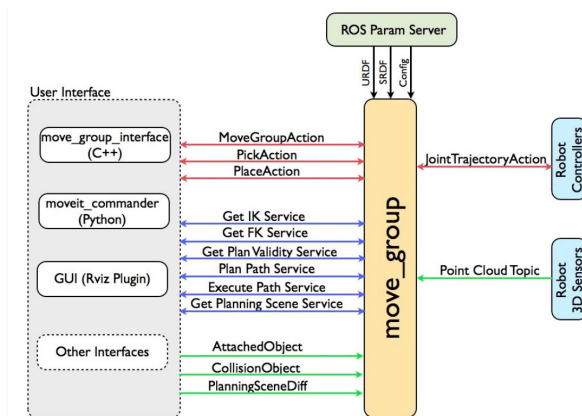 ROS Param Server
URDF
SRDF
Config
User Interface
move_group_interface
(C++)
moveit_commander
(Python)
GUI (Rviz Plugin)
Other Interfaces
MoveGroupAction
PickAction
PlaceAction
Get IK Service
Get FK Service
Get Plan Validity Service
Plan Path Service
Execute Path Service
Get Planning Scene Service
AttachedObject
CollisionObject
PlanningSceneDiff
move_group
JointTrajectoryAction
Point Cloud Topic
Robot
Controllers
Robot
3D Sensors